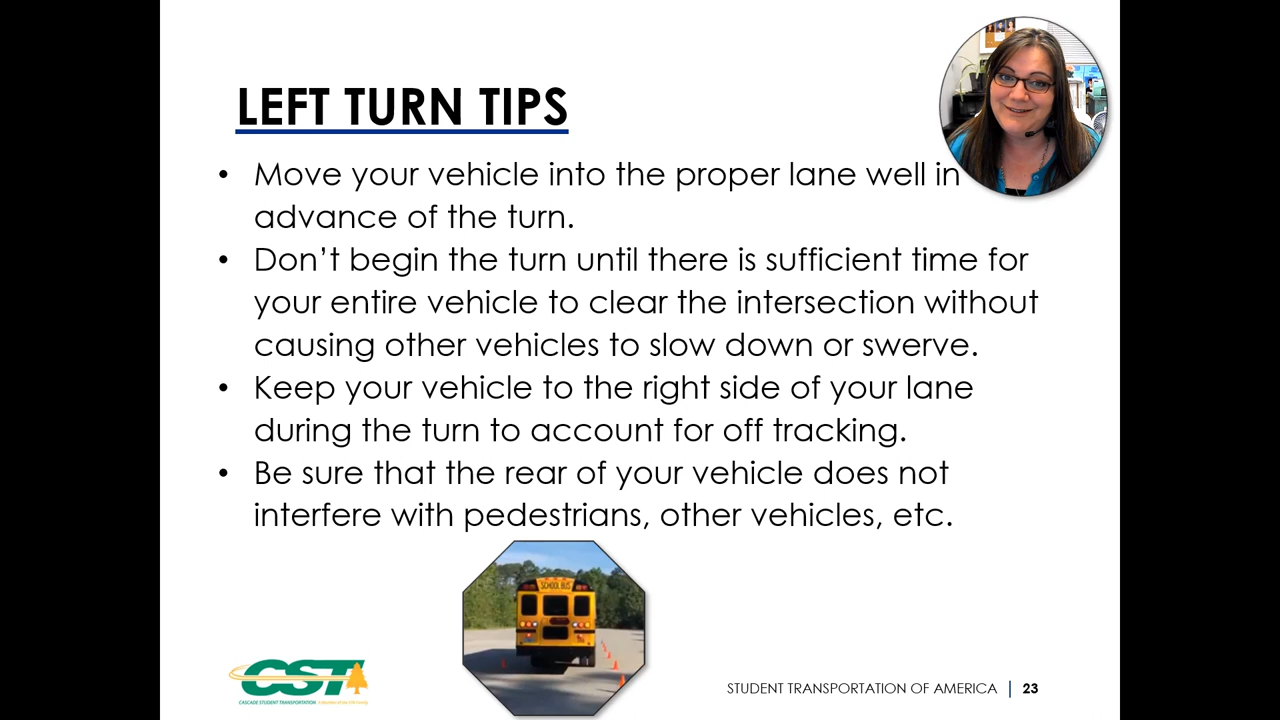 LEFT TURN TIPS
• Move your vehicle into the proper lane well in
advance of the turn.
• Don’t begin the turn until there is sufficient time for
your entire vehicle to clear the intersection without
causing other vehicles to slow down or swerve.
• Keep your vehicle to the right side of your lane
during the turn to account for off tracking.
• Be sure that the rear of your vehicle does not
interfere with pedestrians, other vehicles, etc.
SCHOOL BUS
CST
CASCADE STUDENT TRANSPORTATION
STUDENT TRANSPORTATION OF AMERICA | 23